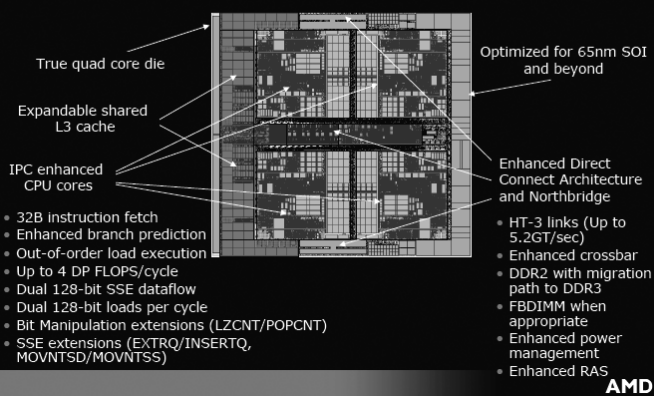 True quad core die
Expandable shared
L3 cache
IPC enhanced
CPU cores
• 32B instruction fetch
• Enhanced branch prediction
• Out-of-order load execution
• Up to 4 DP FLOPS/cycle
• Dual 128-bit SSE dataflow
• Dual 128-bit loads per cycle
• Bit Manipulation extensions (LZCNT/POPCNT)
• SSE extensions (EXTRQ/INSERTQ,
MOVNTSD/MOVNTSS)
Optimized for 65nm SOI
and beyond
Enhanced Direct
Connect Architecture
and Northbridge
• HT-3 links (Up to
5.2GT/sec)
• Enhanced crossbar
• DDR2 with migration
path to DDR3
• FBDIMM when
appropriate
• Enhanced power
management
• Enhanced RAS
AMD